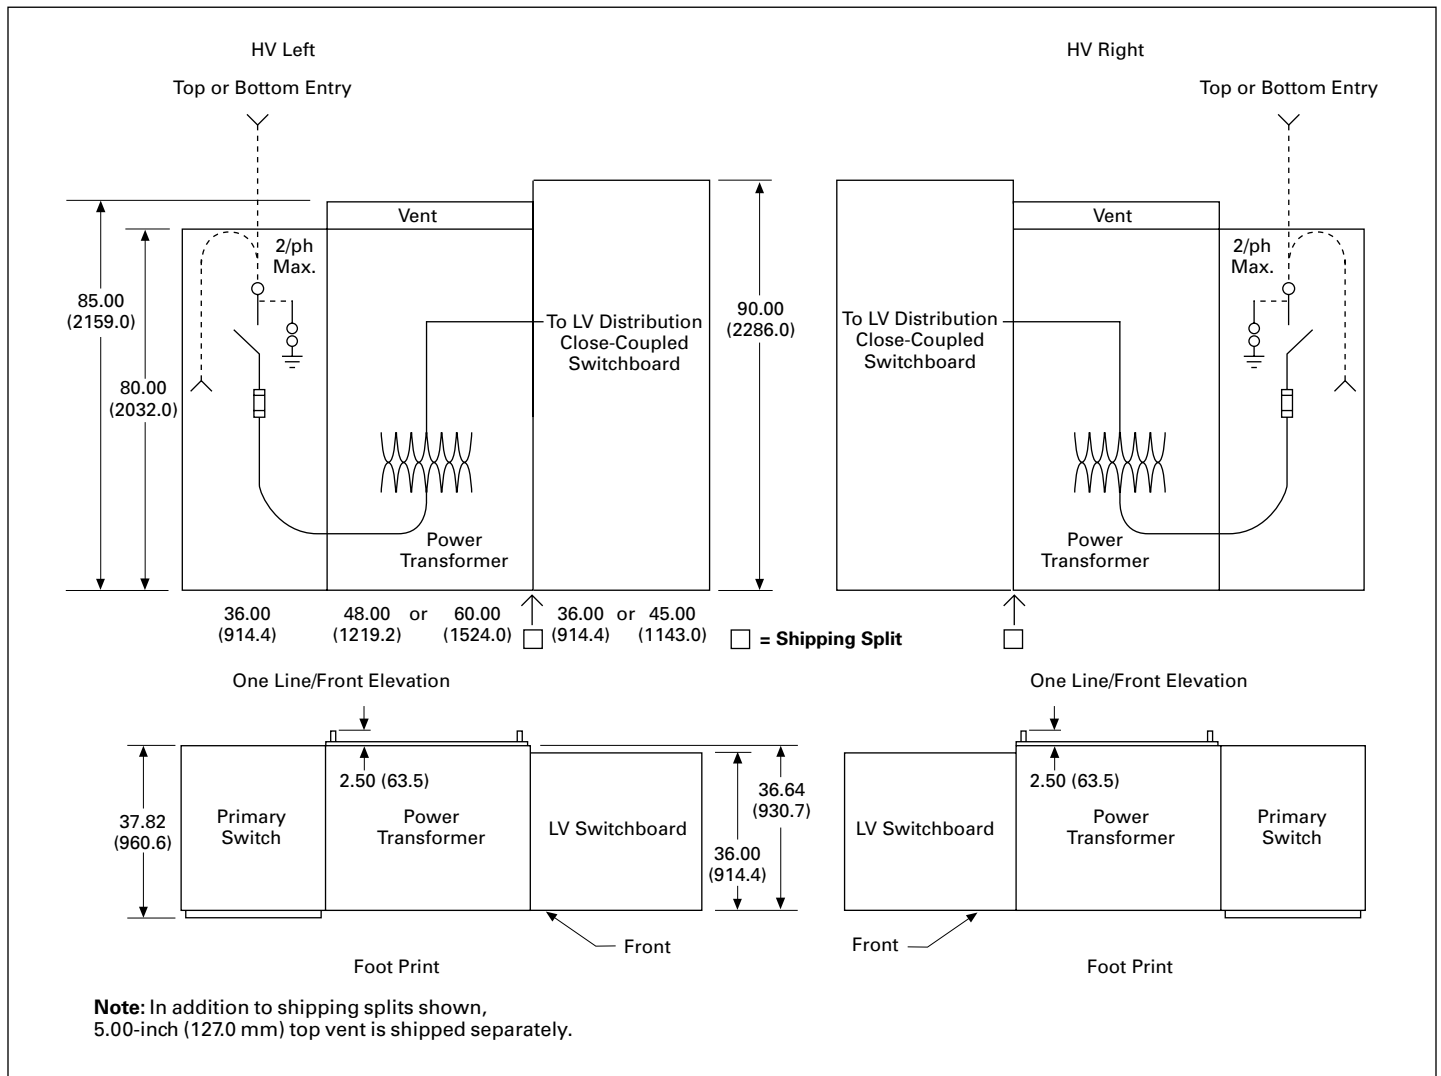 HV Left
HV Right
Top or Bottom Entry
Top or Bottom Entry
Vent
Vent
2/ph
Max.
2/ph
Max.
85.00
(2159.0)
80.00
(2032.0)
To LV Distribution
Close-Coupled
Switchboard
90.00
(2286.0)
To LV Distribution
Close-Coupled
Switchboard
Power
Transformer
Power
Transformer
36.00
(914.4)
48.00 or 60.00
(1219.2) (1524.0)
36.00 or 45.00
(914.4) (1143.0)
= Shipping Split
One Line/Front Elevation
One Line/Front Elevation
2.50 (63.5)
2.50 (63.5)
37.82
(960.6)
Primary
Switch
Power
Transformer
LV Switchboard
36.64
(930.7)
36.00
(914.4)
LV Switchboard
Power
Transformer
Primary
Switch
Front
Front
Foot Print
Foot Print
Note: In addition to shipping splits shown,
5.00-inch (127.0 mm) top vent is shipped separately.